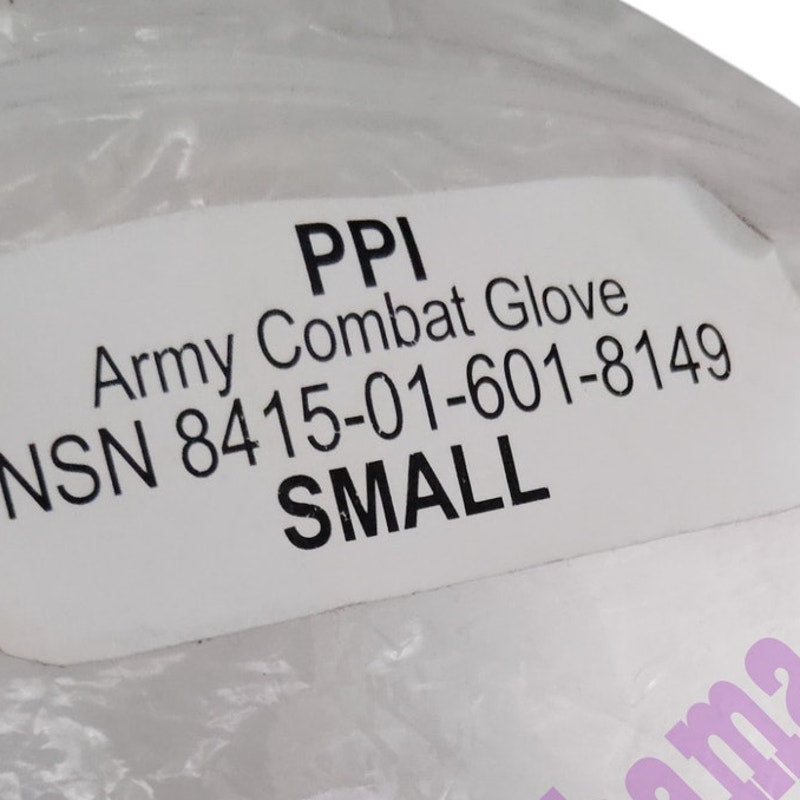 PPI
Army Combat Glove
NSN 8415-01-601-8149
SMALL